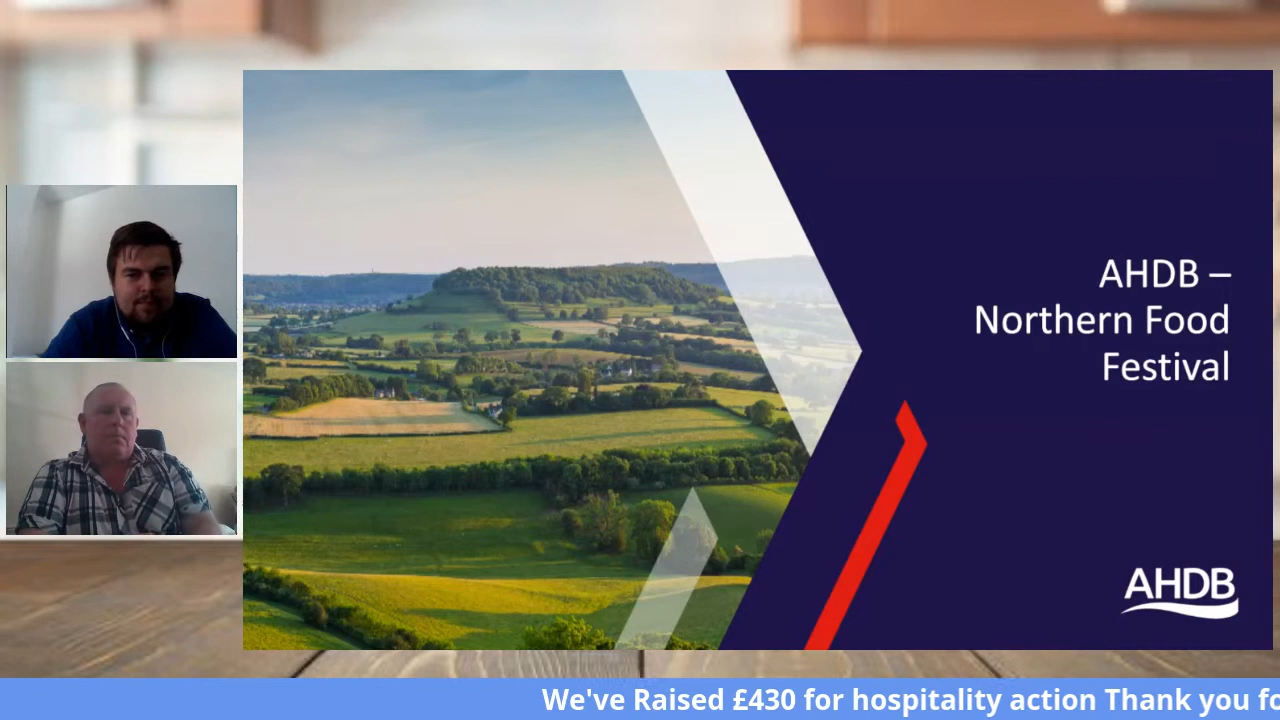 AHDB –
Northern Food
Festival
AHDB
We've Raised £430 for hospitality action Thank you fo